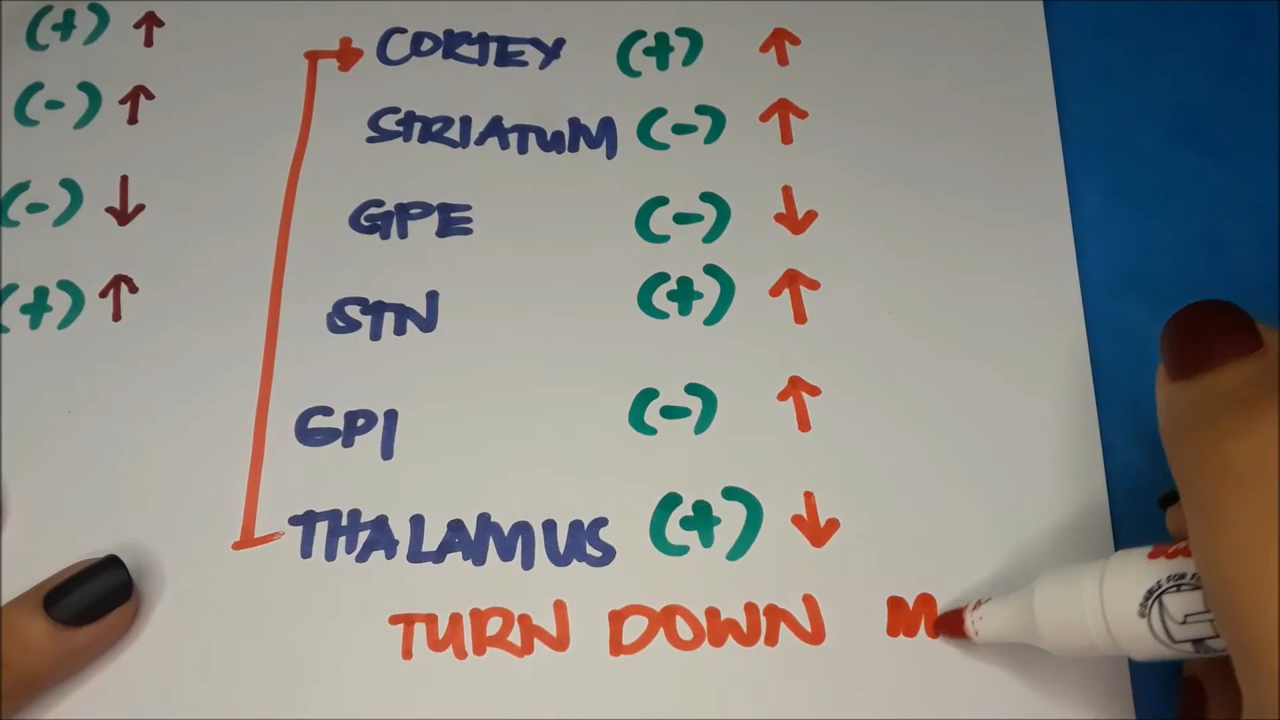 (+) ↑
(-) ↑
(-) ↓
(+) ↑
CORTEX (+) ↑
STRIATUM (-) ↑
GPE (-) ↓
STN (+) ↑
GPI (-) ↑
THALAMUS (+) ↓
TURN DOWN M